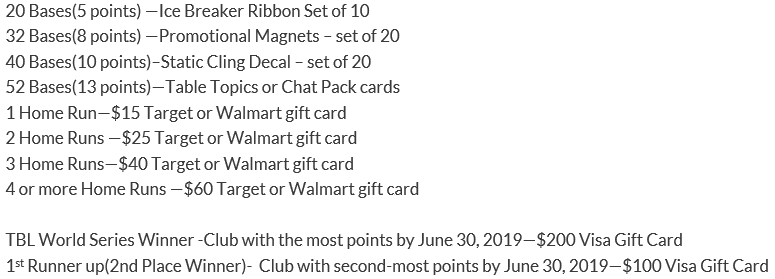 20 Bases(5 points) —Ice Breaker Ribbon Set of 10
32 Bases(8 points) —Promotional Magnets – set of 20
40 Bases(10 points)–Static Cling Decal – set of 20
52 Bases(13 points)—Table Topics or Chat Pack cards
1 Home Run—$15 Target or Walmart gift card
2 Home Runs —$25 Target or Walmart gift card
3 Home Runs—$40 Target or Walmart gift card
4 or more Home Runs —$60 Target or Walmart gift card
TBL World Series Winner -Club with the most points by June 30, 2019—$200 Visa Gift Card
1st Runner up(2nd Place Winner)- Club with second-most points by June 30, 2019—$100 Visa Gift Card